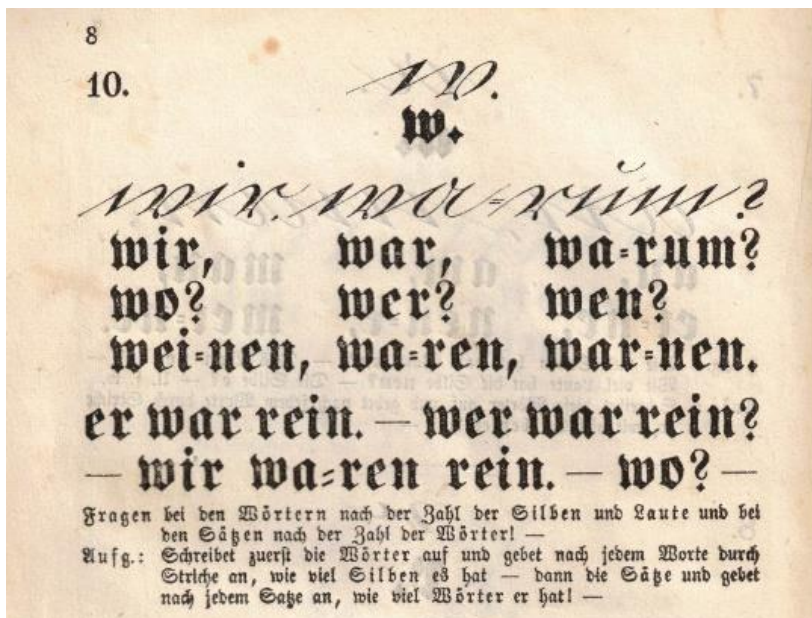 8
10.
w.
w.
wir. wa=rum?
wir, war, wa=rum?
wo? wer? wen?
wei=nen, wa=ren, war=nen.
er war rein. — wer war rein?
— wir wa=ren rein. — wo? —
Fragen bei den Wörtern nach der Zahl der Silben und Laute und bei
den Sätzen nach der Zahl der Wörter! —
Aufg.: Schreibet zuerst die Wörter auf und gebet nach jedem Worte durch
Striche an, wie viel Silben es hat — dann die Sätze und gebet
nach jedem Satze an, wie viel Wörter er hat! —